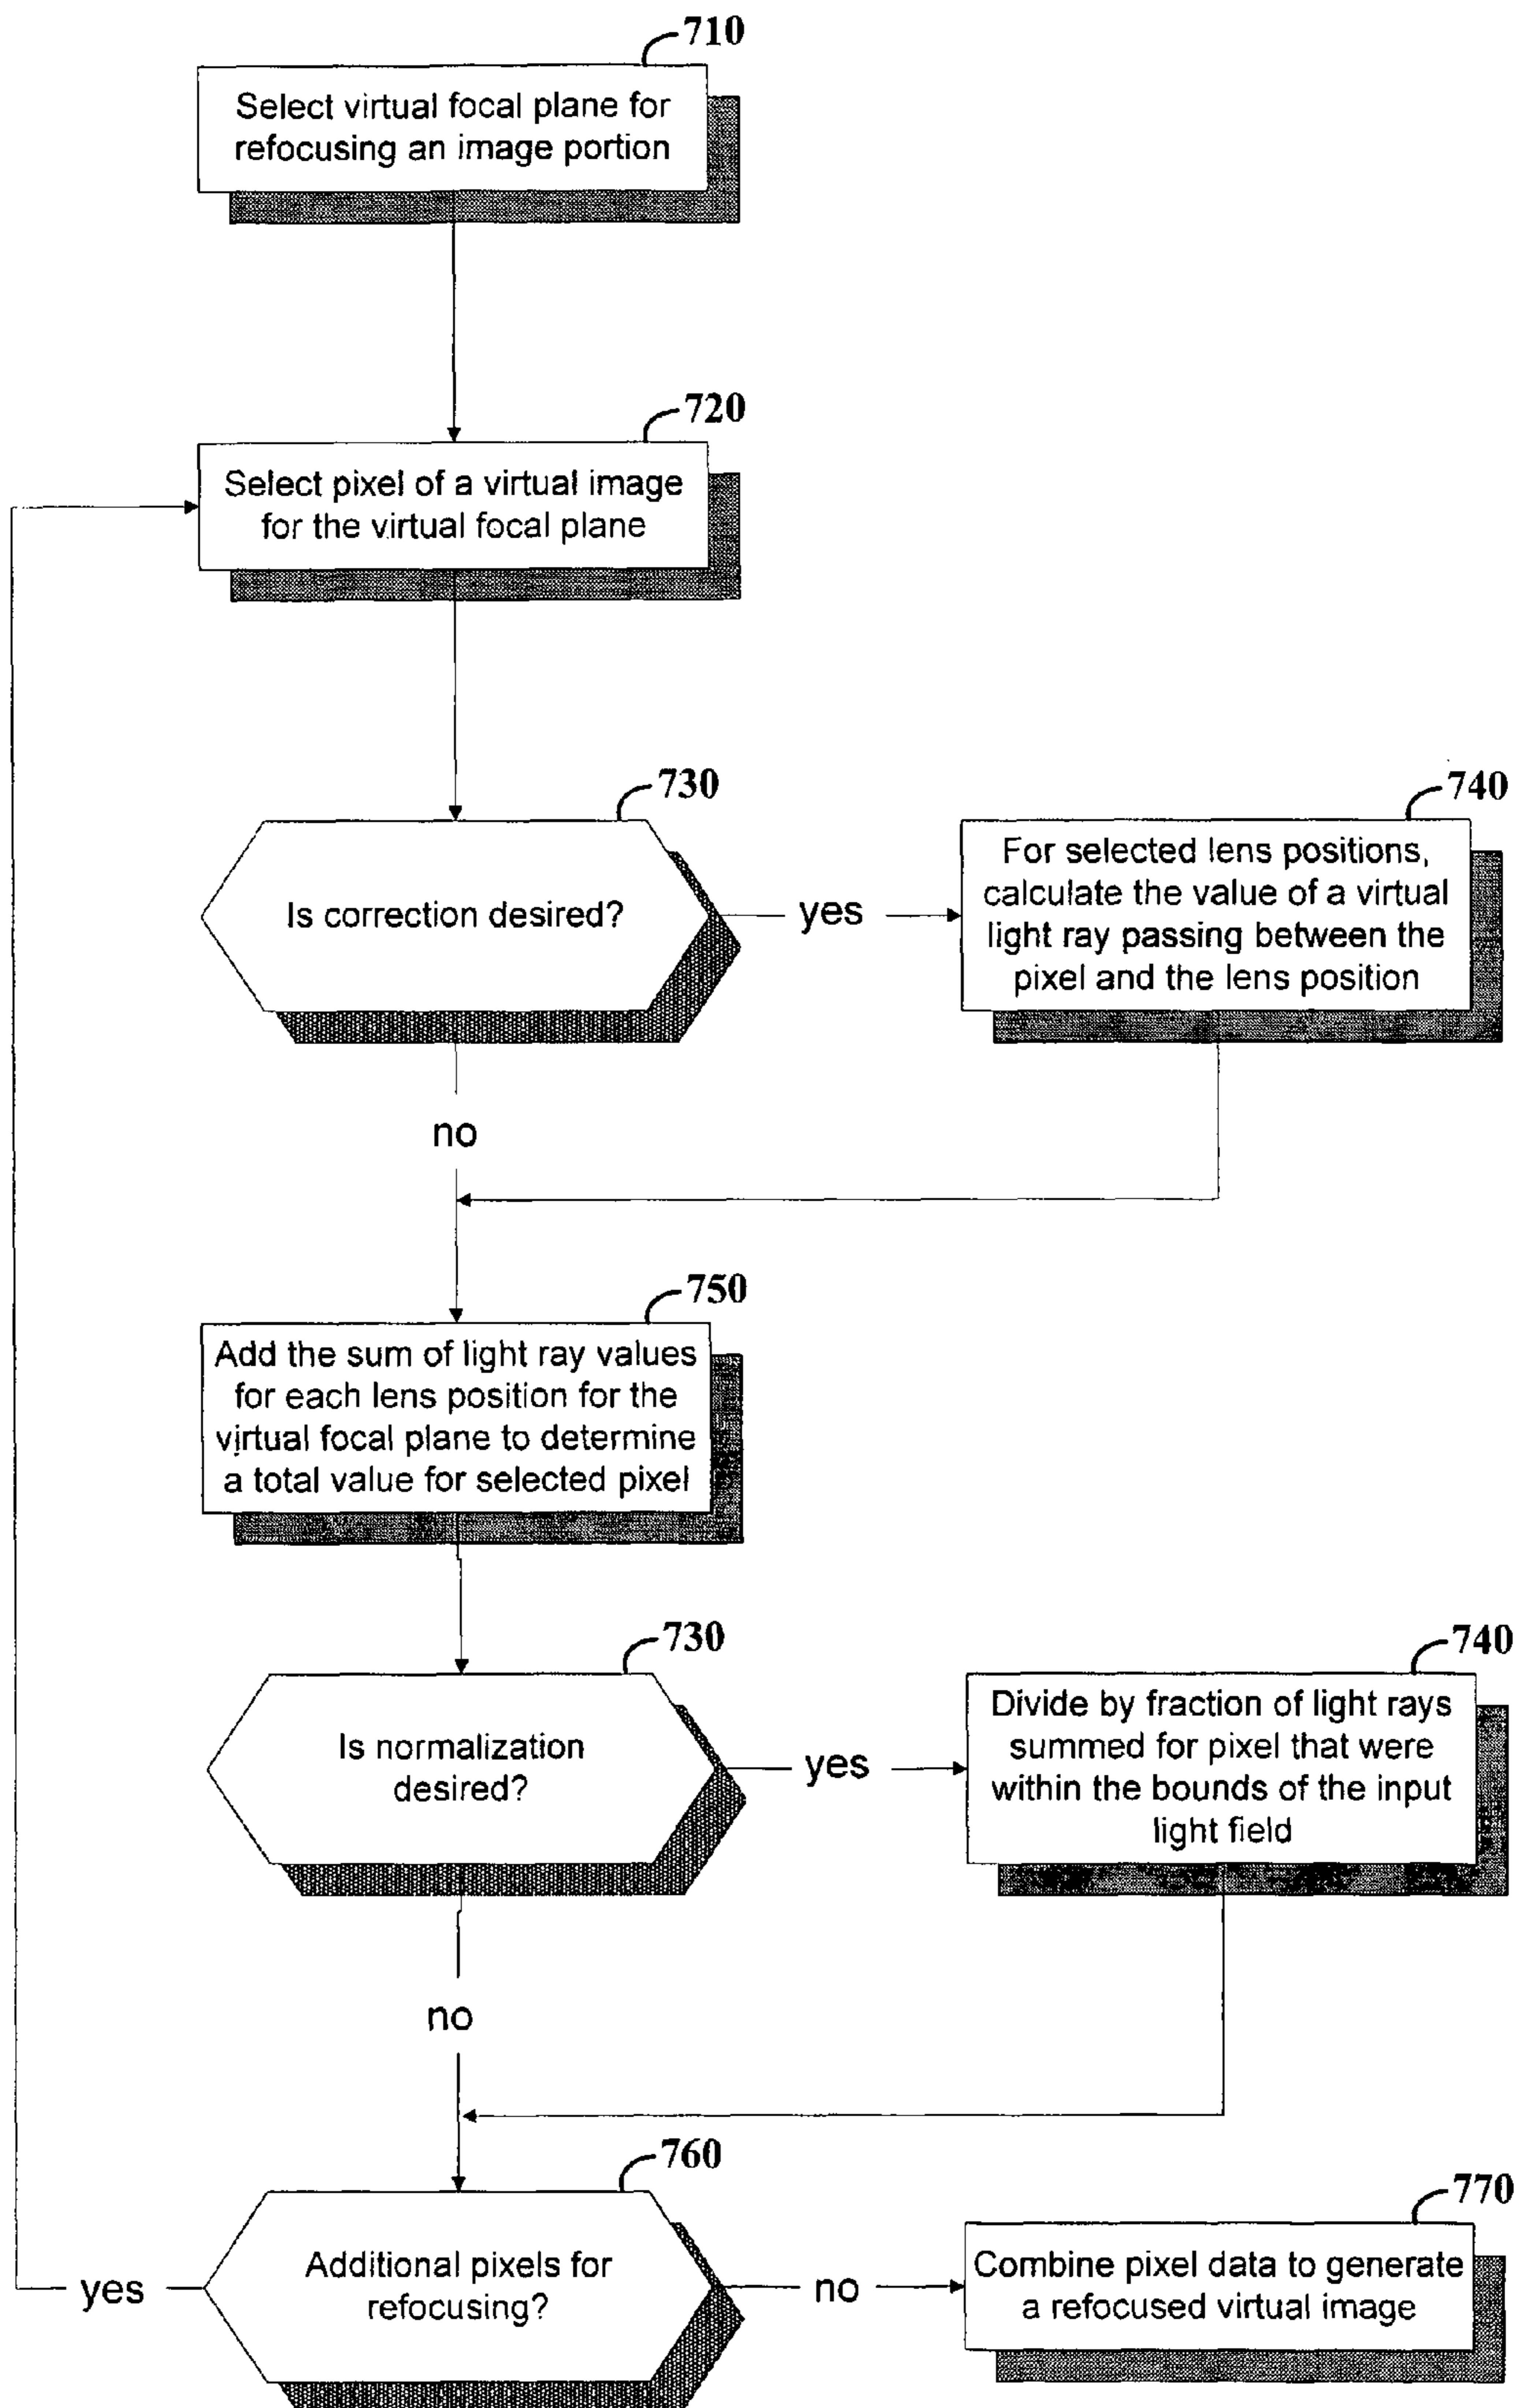 710
Select virtual focal plane for
refocusing an image portion
720
Select pixel of a virtual image
for the virtual focal plane
730
Is correction desired?
yes
740
For selected lens positions,
calculate the value of a virtual
light ray passing between the
pixel and the lens position
no
750
Add the sum of light ray values
for each lens position for the
virtual focal plane to determine
a total value for selected pixel
730
Is normalization
desired?
yes
740
Divide by fraction of light rays
summed for pixel that were
within the bounds of the input
light field
no
760
Additional pixels for
refocusing?
yes
no
770
Combine pixel data to generate
a refocused virtual image